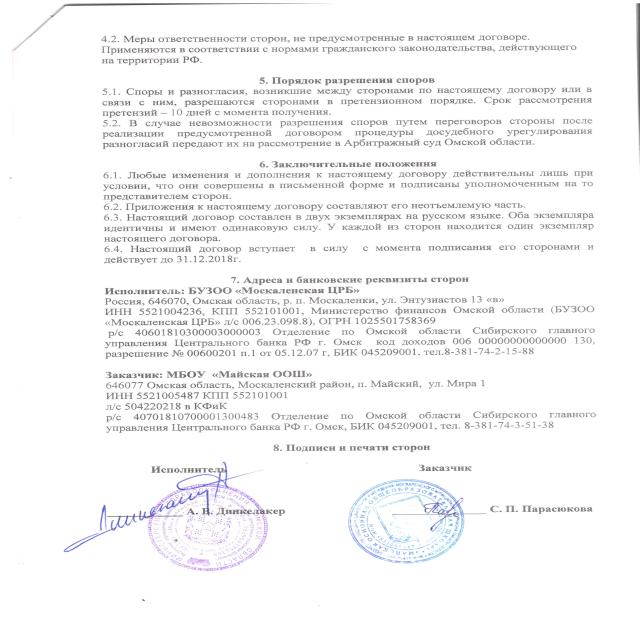 4.2. Меры ответственности сторон, не предусмотренные в настоящем договоре.
Применяются в соответствии с нормами гражданского законодательства, действующего
на территории РФ.
5. Порядок разрешения споров
5.1. Споры и разногласия, возникшие между сторонами по настоящему договору или в
связи с ним, разрешаются сторонами в претензионном порядке. Срок рассмотрения
претензий – 10 дней с момента получения.
5.2. В случае невозможности разрешения споров путем переговоров стороны после
реализации предусмотренной договором процедуры досудебного урегулирования
разногласий передают их на рассмотрение в Арбитражный суд Омской области.
6. Заключительные положения
6.1. Любые изменения и дополнения к настоящему договору действительны лишь при
условии, что они совершены в письменной форме и подписаны уполномоченным на то
представителем сторон.
6.2. Приложения к настоящему договору составляют его неотъемлемую часть.
6.3. Настоящий договор составлен в двух экземплярах на русском языке. Оба экземпляра
идентичны и имеют одинаковую силу. У каждой из сторон находится один экземпляр
настоящего договора.
6.4. Настоящий договор вступает в силу с момента подписания его сторонами и
действует до 31.12.2018г.
7. Адреса и банковские реквизиты сторон
Исполнитель: БУЗОО «Москаленская ЦРБ»
Россия, 646070, Омская область, р. п. Москаленки, ул. Энтузиастов 13 «в»
ИНН 5521004236, КПП 552101001, Министерство финансов Омской области (БУЗОО
«Москаленская ЦРБ» л/с 006.23.098.8), ОГРН 1025501758369
р/с 40601810300003000003 Отделение по Омской области Сибирского главного
управления Центрального банка РФ г. Омск код доходов 006 00000000000000 130,
разрешение № 00600201 п.1 от 05.12.07 г, БИК 045209001, тел.8-381-74-2-15-88
Заказчик: МБОУ «Майская ООШ»
646077 Омская область, Москаленский район, п. Майский, ул. Мира 1
ИНН 5521005487 КПП 552101001
л/с 504220218 в КФиК
р/с 40701810700001300483 Отделение по Омской области Сибирского главного
управления Центрального банка РФ г. Омск, БИК 045209001, тел. 8-381-74-3-51-38
8. Подписи и печати сторон
Исполнитель Заказчик
А. В. Динкелакер С. П. Парасюкова